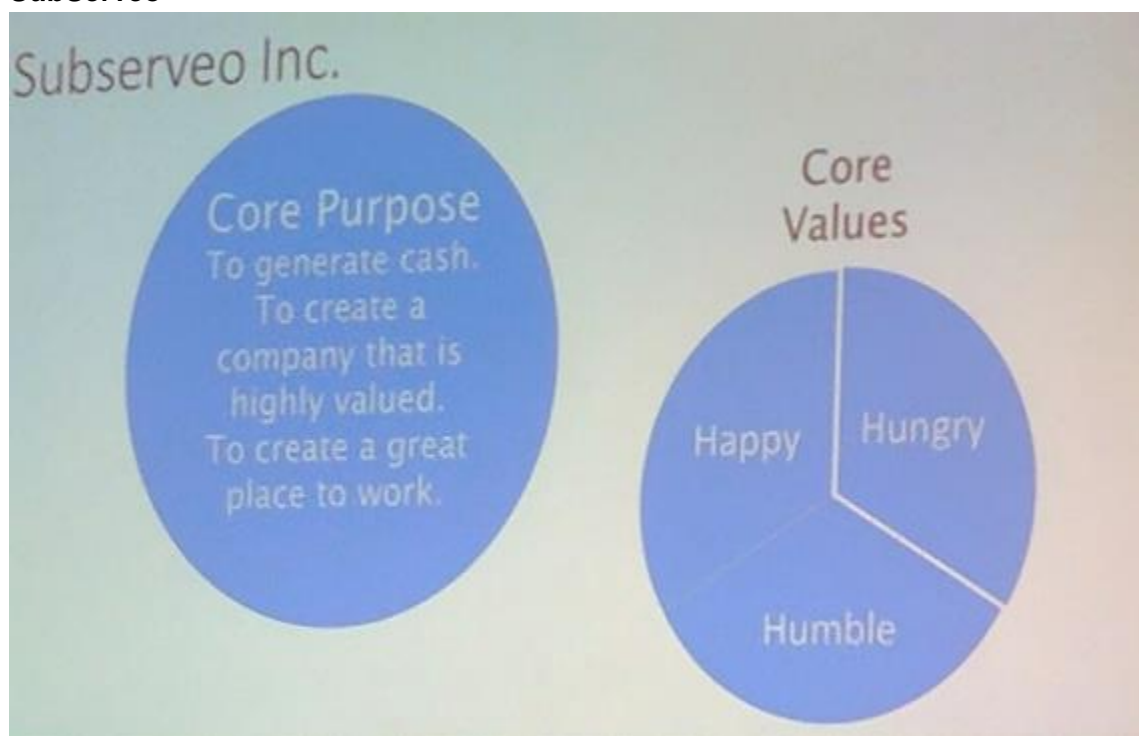 Subserveo Inc.
Core Purpose
To generate cash.
To create a
company that is
highly valued.
To create a great
place to work.
Core
Values
Happy
Hungry
Humble